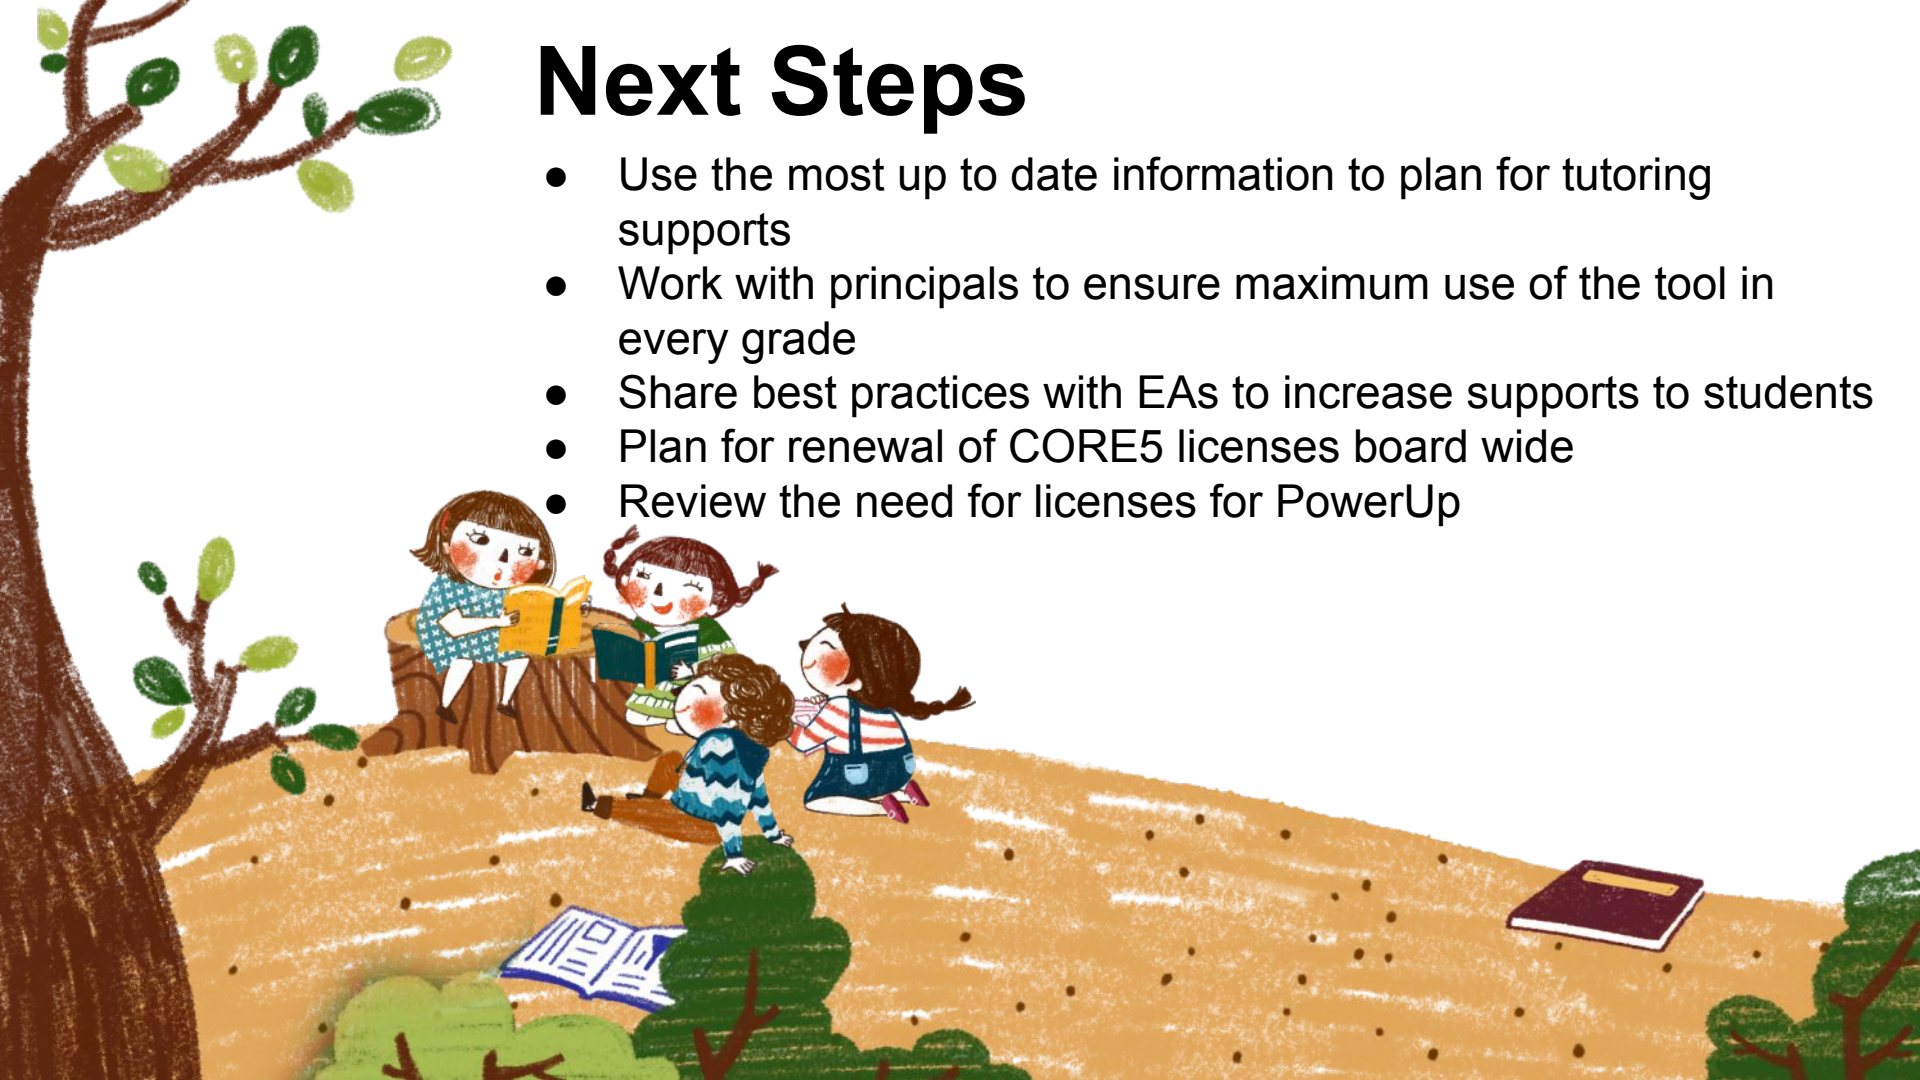 Next Steps
● Use the most up to date information to plan for tutoring
supports
● Work with principals to ensure maximum use of the tool in
every grade
● Share best practices with EAs to increase supports to students
● Plan for renewal of CORE5 licenses board wide
● Review the need for licenses for PowerUp